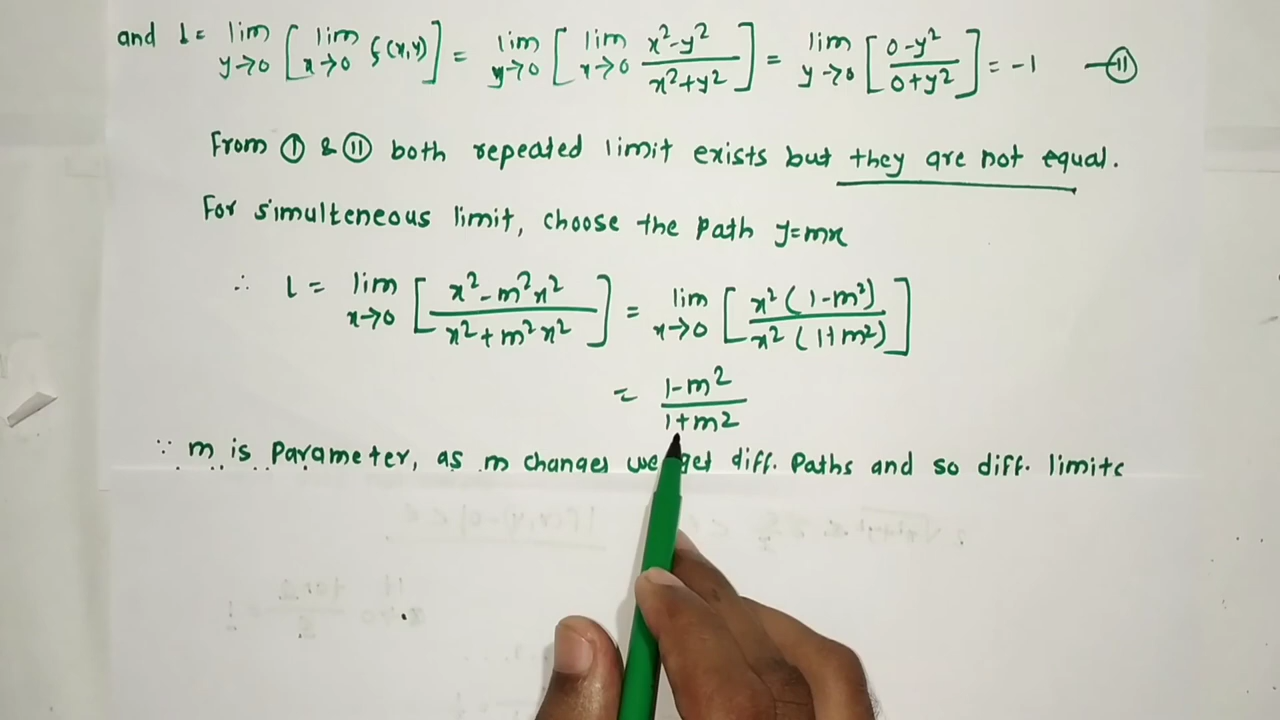 and l = lim y→0 [ lim x→0 f(x,y) ] = lim y→0 [ lim x→0 x²-y² / x²+y² ] = lim y→0 [ 0-y² / 0+y² ] = -1 —(II)
From (I) & (II) both repeated limit exists but they are not equal.
For simulteneous limit, choose the path y=mx
∴ l = lim x→0 [ x²-m²x² / x²+m²x² ] = lim x→0 [ x²(1-m²) / x²(1+m²) ]
= 1-m² / 1+m²
∵ m is parameter, as m changes we get diff. paths and so diff. limits